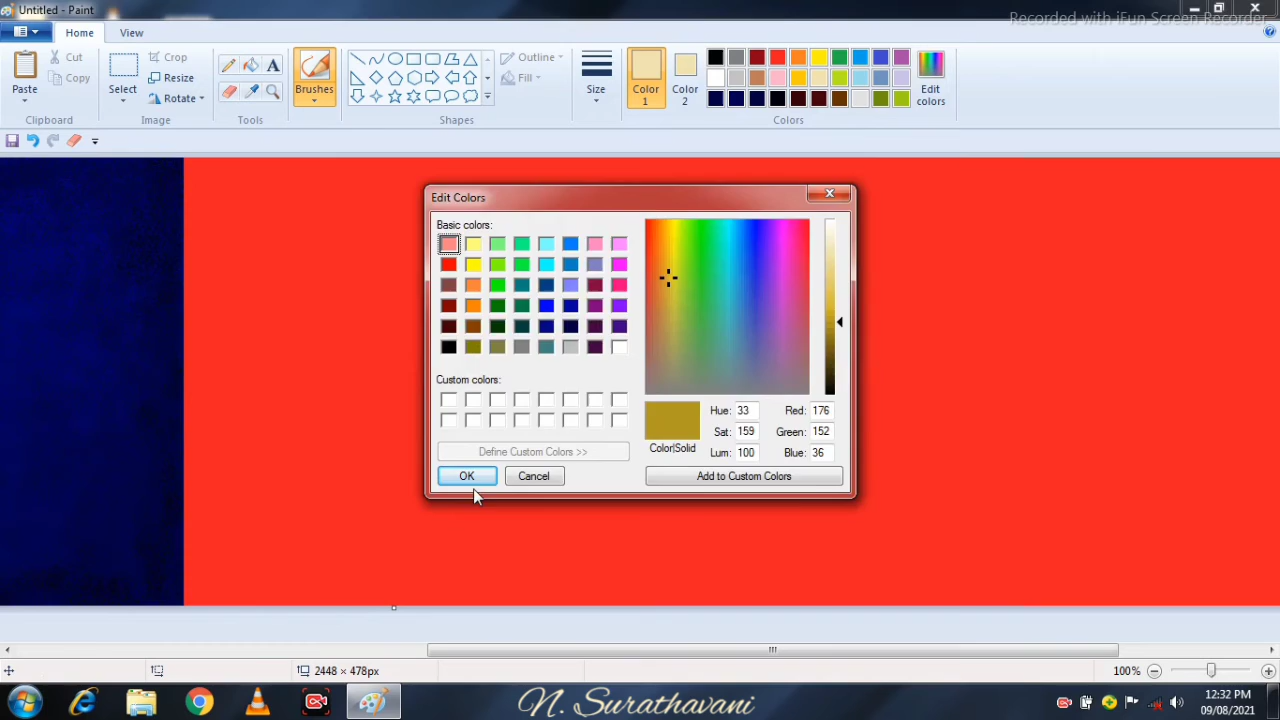 Untitled - Paint
Recorded with iFun Screen Recorder
Home View
Paste
Cut
Copy
Clipboard
Select
Crop
Resize
Rotate
Image
Tools
Brushes
Shapes
Outline
Fill
Size
Color 1
Color 2
Colors
Edit colors
Edit Colors
Basic colors:
Custom colors:
Define Custom Colors >>
OK Cancel
Color|Solid
Hue: 33 Red: 176
Sat: 159 Green: 152
Lum: 100 Blue: 36
Add to Custom Colors
2448 × 478px
100%
N. Surathavani
12:32 PM
09/08/2021